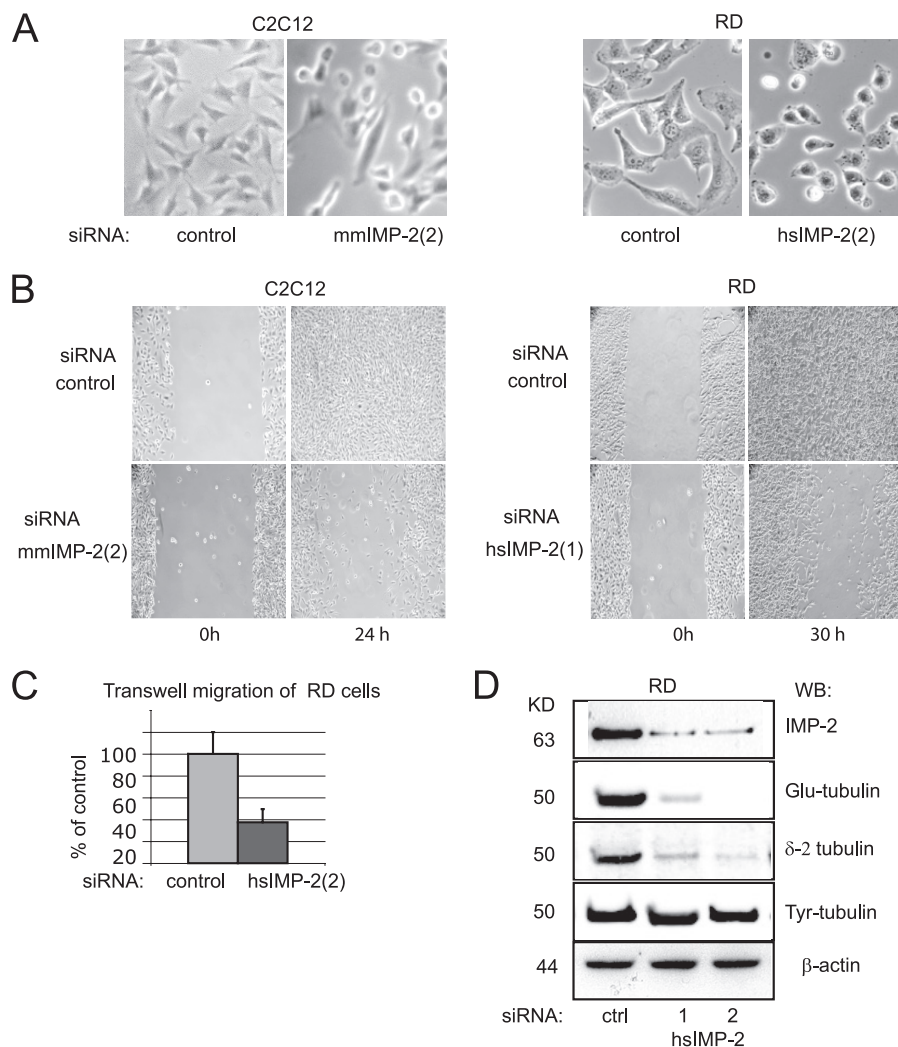 A
C2C12
RD
siRNA: control mmIMP-2(2) control hsIMP-2(2)
B
C2C12
RD
siRNA
control
siRNA
control
siRNA
mmIMP-2(2)
siRNA
hsIMP-2(1)
0h 24 h 0h 30 h
C
Transwell migration of RD cells
% of control
100
80
60
40
20
siRNA: control hsIMP-2(2)
D
RD
KD WB:
63 IMP-2
50 Glu-tubulin
50 δ-2 tubulin
50 Tyr-tubulin
44 β-actin
siRNA: ctrl 1 2
hsIMP-2